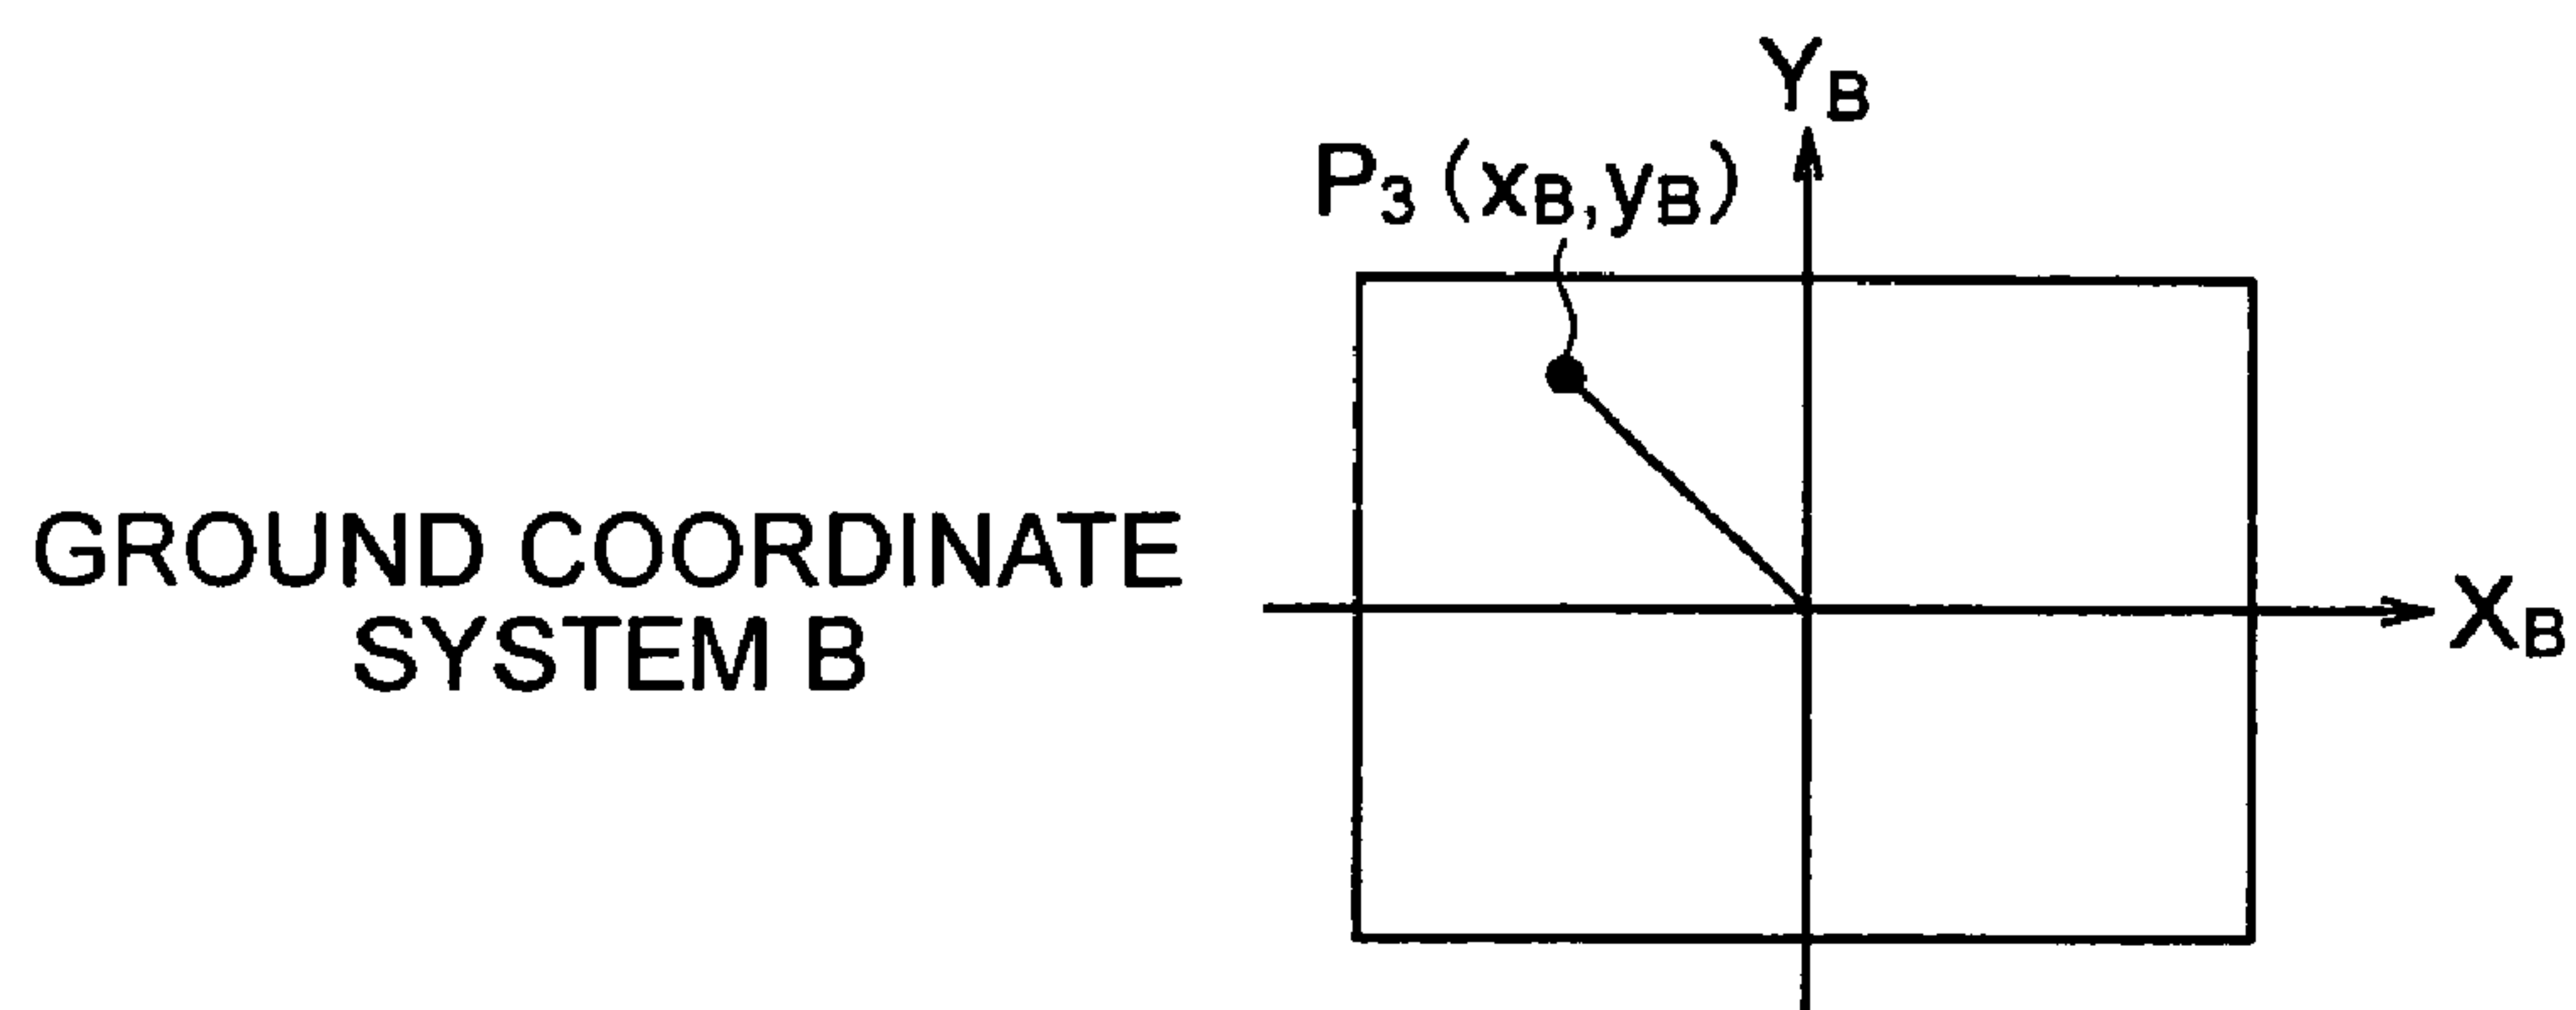 Y_B
P_3 (x_B, y_B)
GROUND COORDINATE
SYSTEM B
X_B